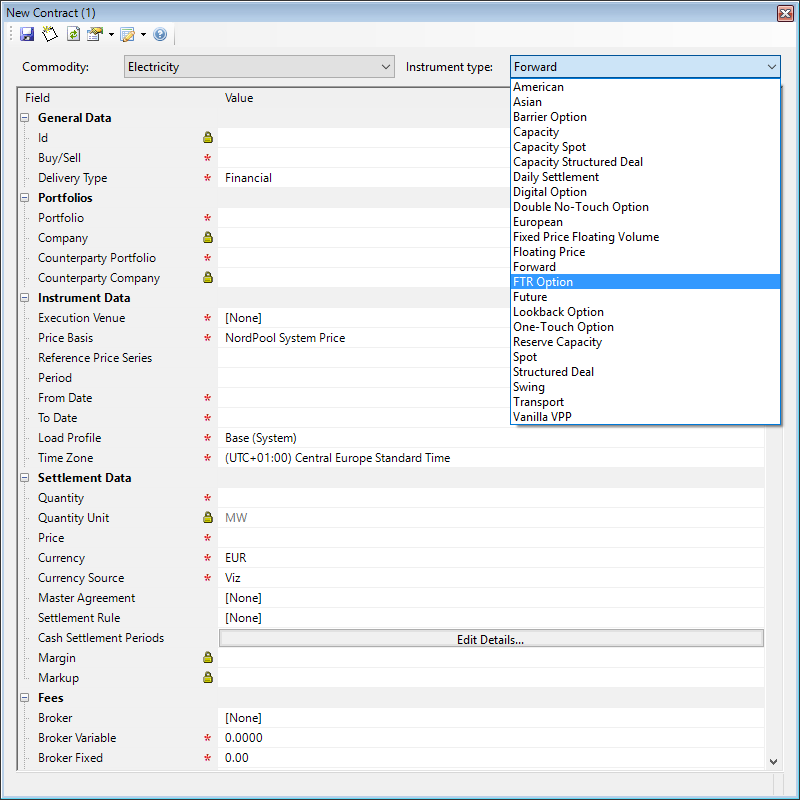 New Contract (1)
Commodity: Electricity Instrument type: Forward
Field Value
General Data
Id
Buy/Sell
Delivery Type Financial
Portfolios
Portfolio
Company
Counterparty Portfolio
Counterparty Company
Instrument Data
Execution Venue [None]
Price Basis NordPool System Price
Reference Price Series
Period
From Date
To Date
Load Profile Base (System)
Time Zone (UTC+01:00) Central Europe Standard Time
Settlement Data
Quantity
Quantity Unit MW
Price
Currency EUR
Currency Source Viz
Master Agreement [None]
Settlement Rule [None]
Cash Settlement Periods Edit Details...
Margin
Markup
Fees
Broker [None]
Broker Variable 0.0000
Broker Fixed 0.00
American
Asian
Barrier Option
Capacity
Capacity Spot
Capacity Structured Deal
Daily Settlement
Digital Option
Double No-Touch Option
European
Fixed Price Floating Volume
Floating Price
Forward
FTR Option
Future
Lookback Option
One-Touch Option
Reserve Capacity
Spot
Structured Deal
Swing
Transport
Vanilla VPP